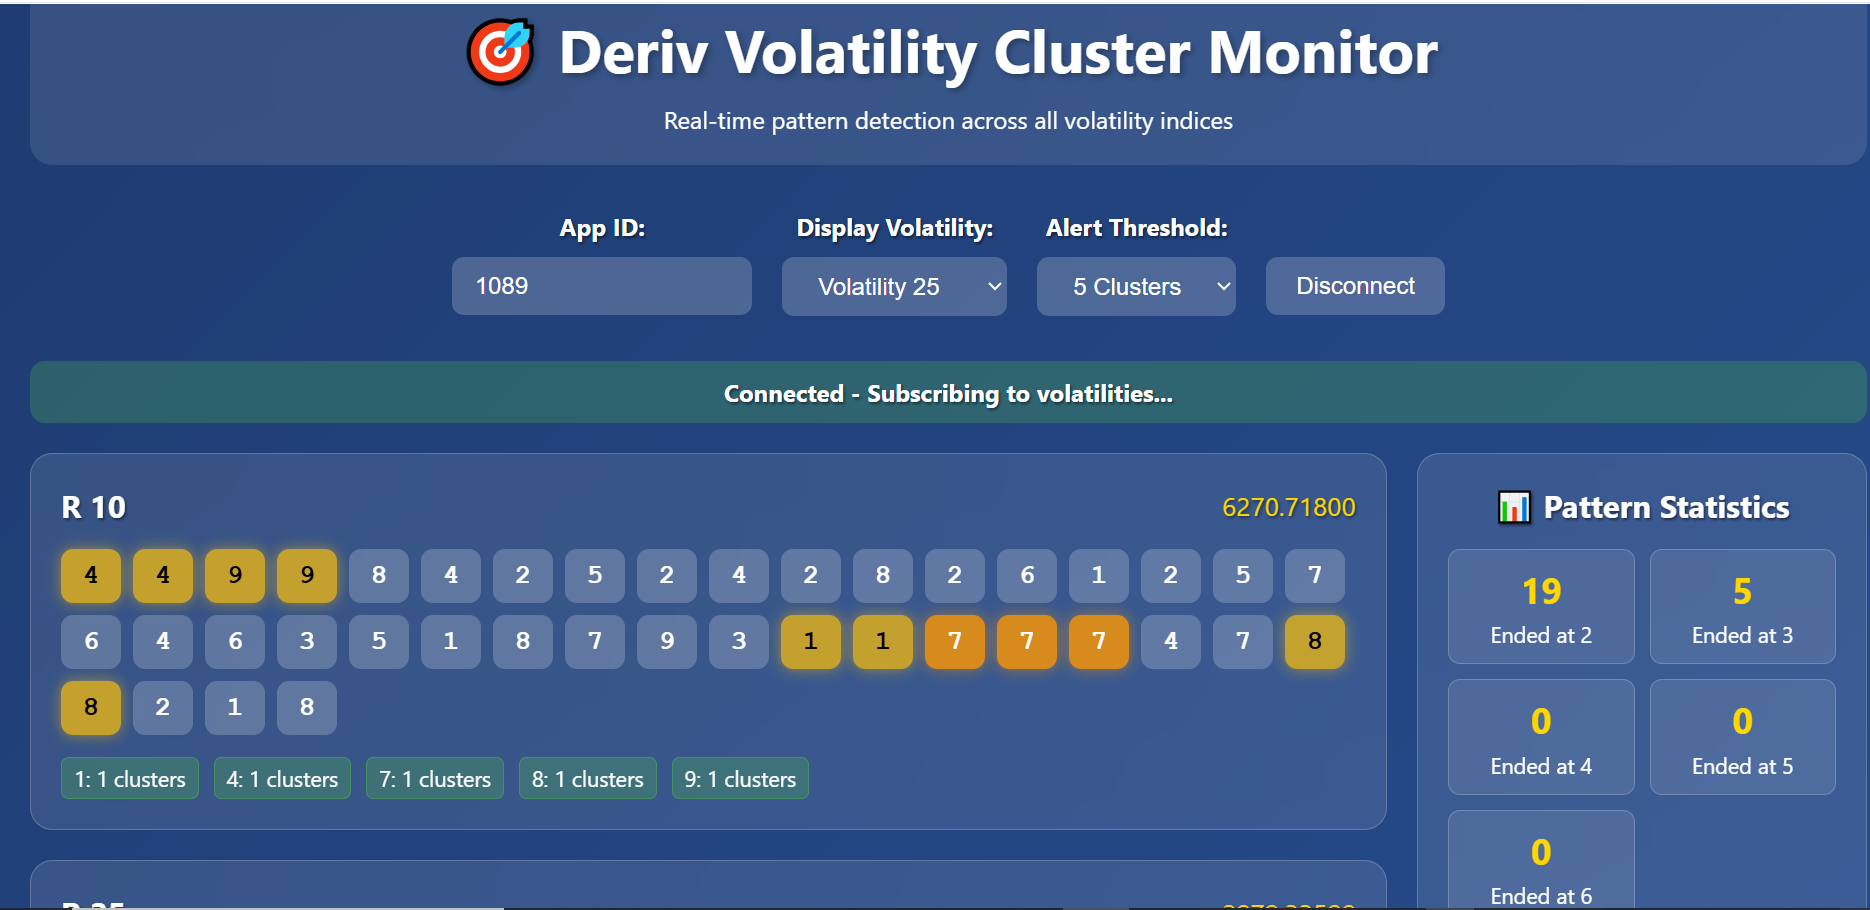 Deriv Volatility Cluster Monitor
Real-time pattern detection across all volatility indices
App ID: Display Volatility: Alert Threshold:
1089 Volatility 25 5 Clusters Disconnect
Connected - Subscribing to volatilities...
R 10 6270.71800
4 4 9 9 8 4 2 5 2 4 2 8 2 6 1 2 5 7
6 4 6 3 5 1 8 7 9 3 1 1 7 7 7 4 7 8
8 2 1 8
1: 1 clusters 4: 1 clusters 7: 1 clusters 8: 1 clusters 9: 1 clusters
Pattern Statistics
19 5
Ended at 2 Ended at 3
0 0
Ended at 4 Ended at 5
0
Ended at 6